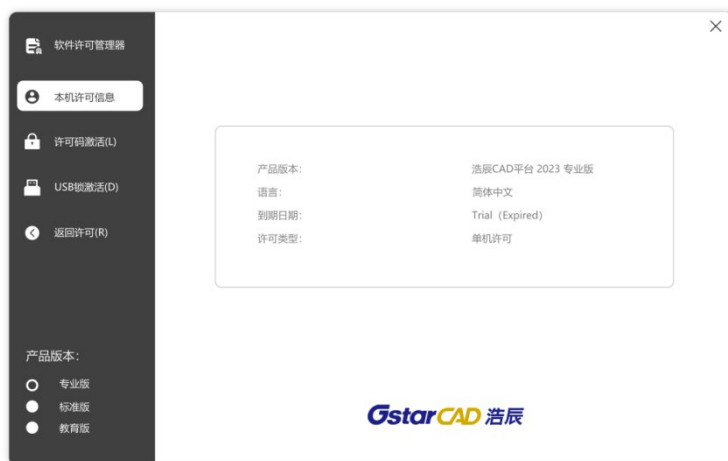 软件许可管理器
本机许可信息
许可码激活(L)
USB锁激活(D)
返回许可(R)
产品版本：
专业版
标准版
教育版
产品版本： 浩辰CAD平台 2023 专业版
语言： 简体中文
到期日期： Trial（Expired）
许可类型： 单机许可
GstarCAD 浩辰